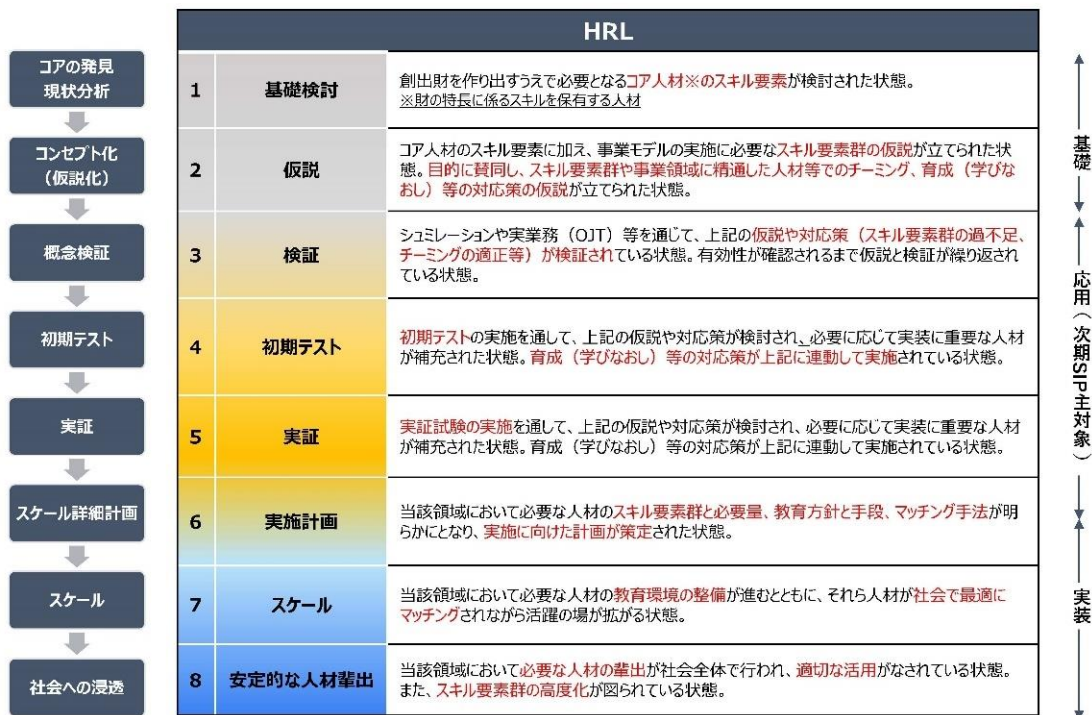 HRL
コアの発見
現状分析
1
基礎検討
創出財を作り出すうえで必要となるコア人材※のスキル要素が検討された状態。
※財の特長に係るスキルを保有する人材
コンセプト化
（仮説化）
2
仮説
コア人材のスキル要素に加え、事業モデルの実施に必要なスキル要素群の仮説が立てられた状
態。目的に賛同し、スキル要素群や事業領域に精通した人材等でのチーミング、育成（学びな
おし）等の対応策の仮説が立てられた状態。
基礎
概念検証
3
検証
シュミレーションや実業務（OJT）等を通じて、上記の仮説や対応策（スキル要素群の過不足、
チーミングの適正等）が検証されている状態。有効性が確認されるまで仮説と検証が繰り返され
ている状態。
初期テスト
4
初期テスト
初期テストの実施を通して、上記の仮説や対応策が検討され、必要に応じて実装に重要な人材
が補充された状態。育成（学びなおし）等の対応策が上記に連動して実施されている状態。
応用（次期SIP主対象）
実証
5
実証
実証試験の実施を通して、上記の仮説や対応策が検討され、必要に応じて実装に重要な人材
が補充された状態。育成（学びなおし）等の対応策が上記に連動して実施されている状態。
スケール詳細計画
6
実施計画
当該領域において必要な人材のスキル要素群と必要量、教育方針と手段、マッチング手法が明
らかにとなり、実施に向けた計画が策定された状態。
スケール
7
スケール
当該領域において必要な人材の教育環境の整備が進むとともに、それら人材が社会で最適に
マッチングされながら活躍の場が拡がる状態。
実装
社会への浸透
8
安定的な人材輩出
当該領域において必要な人材の輩出が社会全体で行われ、適切な活用がなされている状態。
また、スキル要素群の高度化が図られている状態。